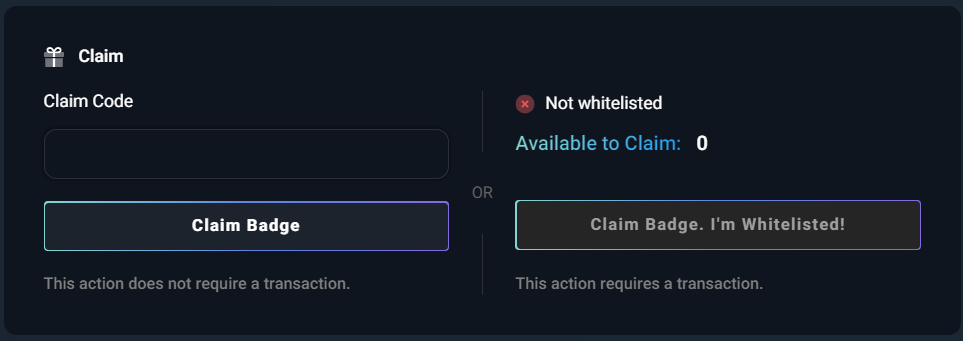 Claim
Claim Code
Claim Badge
This action does not require a transaction.
OR
Not whitelisted
Available to Claim: 0
Claim Badge. I'm Whitelisted!
This action requires a transaction.